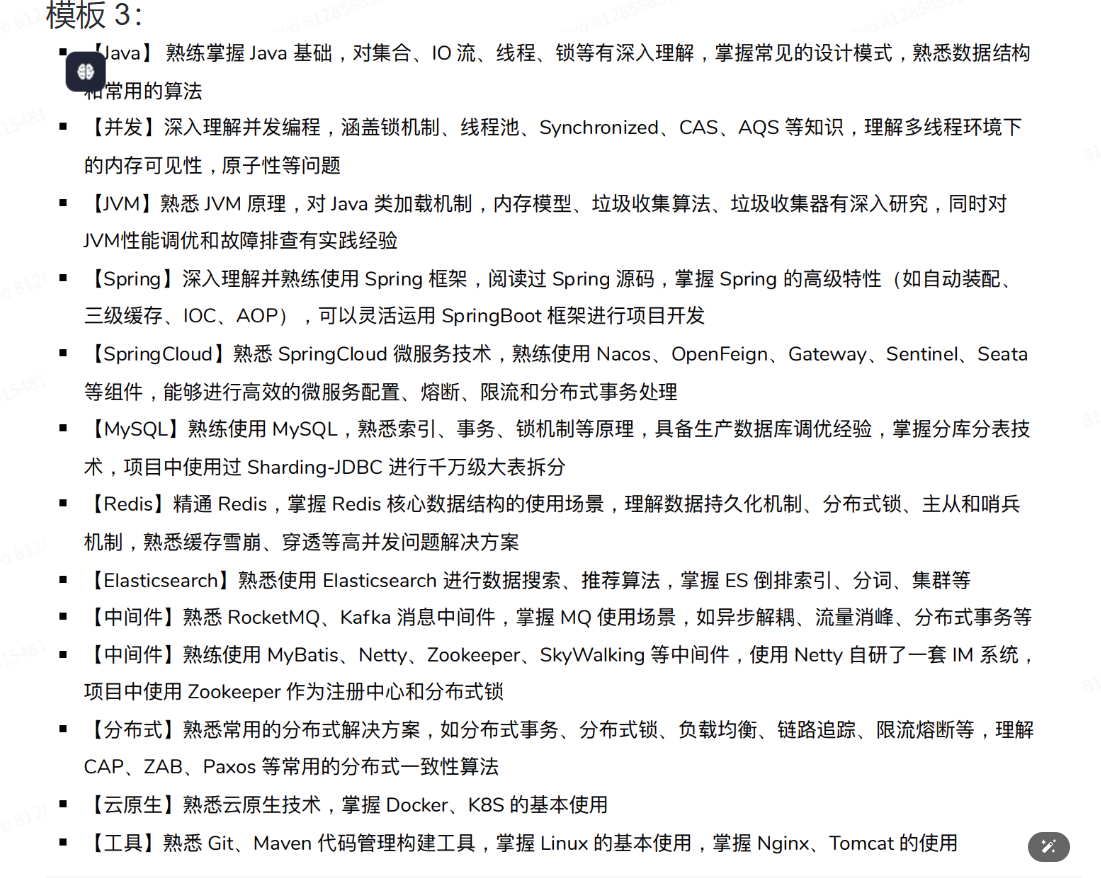 模板 3：
【Java】 熟练掌握 Java 基础，对集合、IO 流、线程、锁等有深入理解，掌握常见的设计模式，熟悉数据结构
和常用的算法
【并发】深入理解并发编程，涵盖锁机制、线程池、Synchronized、CAS、AQS 等知识，理解多线程环境下
的内存可见性，原子性等问题
【JVM】熟悉 JVM 原理，对 Java 类加载机制，内存模型、垃圾收集算法、垃圾收集器有深入研究，同时对
JVM性能调优和故障排查有实践经验
【Spring】深入理解并熟练使用 Spring 框架，阅读过 Spring 源码，掌握 Spring 的高级特性（如自动装配、
三级缓存、IOC、AOP），可以灵活运用 SpringBoot 框架进行项目开发
【SpringCloud】熟悉 SpringCloud 微服务技术，熟练使用 Nacos、OpenFeign、Gateway、Sentinel、Seata
等组件，能够进行高效的微服务配置、熔断、限流和分布式事务处理
【MySQL】熟练使用 MySQL，熟悉索引、事务、锁机制等原理，具备生产数据库调优经验，掌握分库分表技
术，项目中使用过 Sharding-JDBC 进行千万级大表拆分
【Redis】精通 Redis，掌握 Redis 核心数据结构的使用场景，理解数据持久化机制、分布式锁、主从和哨兵
机制，熟悉缓存雪崩、穿透等高并发问题解决方案
【Elasticsearch】熟悉使用 Elasticsearch 进行数据搜索、推荐算法，掌握 ES 倒排索引、分词、集群等
【中间件】熟悉 RocketMQ、Kafka 消息中间件，掌握 MQ 使用场景，如异步解耦、流量消峰、分布式事务等
【中间件】熟练使用 MyBatis、Netty、Zookeeper、SkyWalking 等中间件，使用 Netty 自研了一套 IM 系统，
项目中使用 Zookeeper 作为注册中心和分布式锁
【分布式】熟悉常用的分布式解决方案，如分布式事务、分布式锁、负载均衡、链路追踪、限流熔断等，理解
CAP、ZAB、Paxos 等常用的分布式一致性算法
【云原生】熟悉云原生技术，掌握 Docker、K8S 的基本使用
【工具】熟悉 Git、Maven 代码管理构建工具，掌握 Linux 的基本使用，掌握 Nginx、Tomcat 的使用